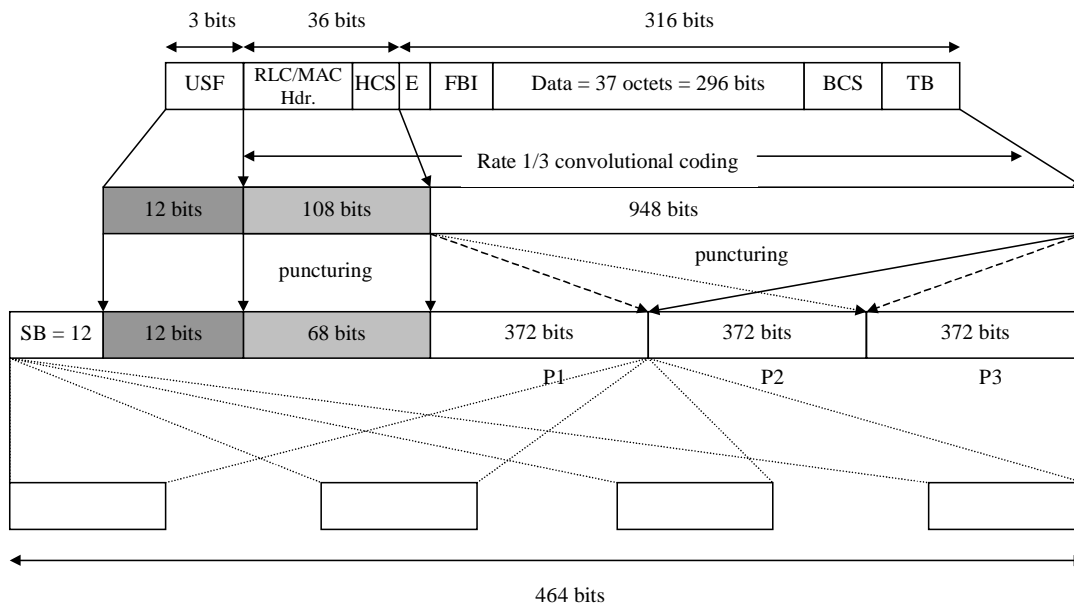 3 bits 36 bits 316 bits
USF RLC/MAC Hdr. HCS E FBI Data = 37 octets = 296 bits BCS TB
Rate 1/3 convolutional coding
12 bits 108 bits 948 bits
puncturing puncturing
SB = 12 12 bits 68 bits 372 bits 372 bits 372 bits
P1 P2 P3
464 bits